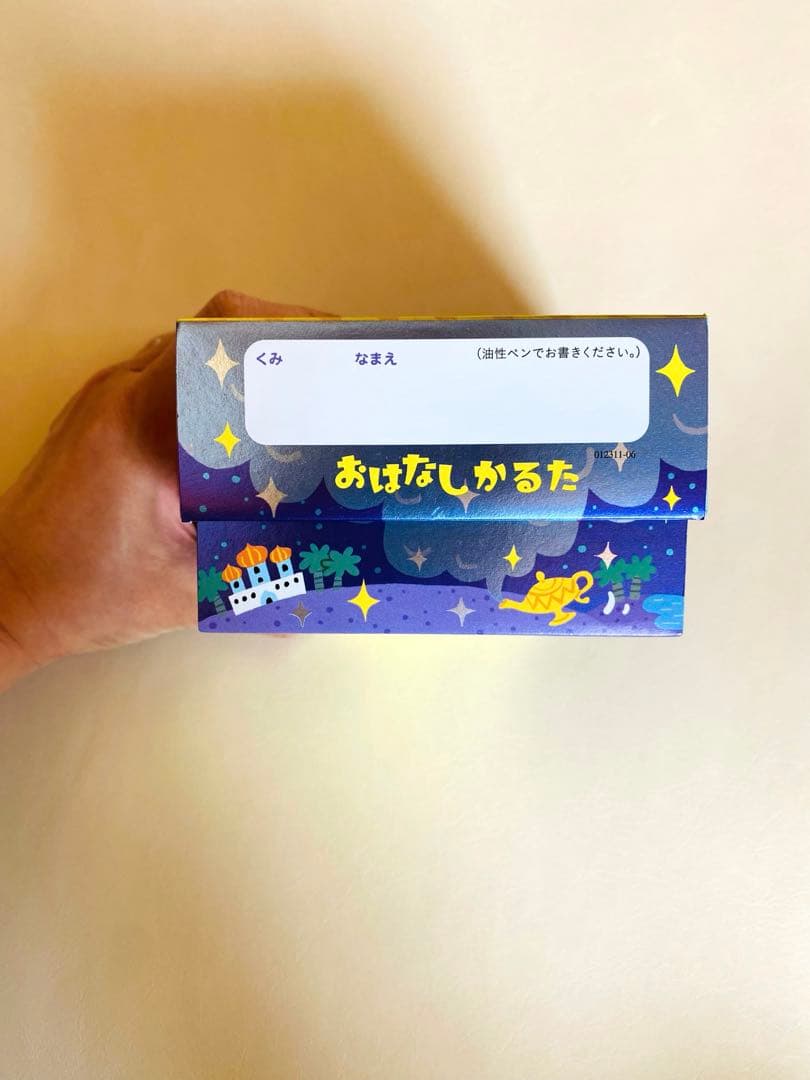 くみ なまえ (油性ペンでお書きください。)
012311-06
おはなしかるた